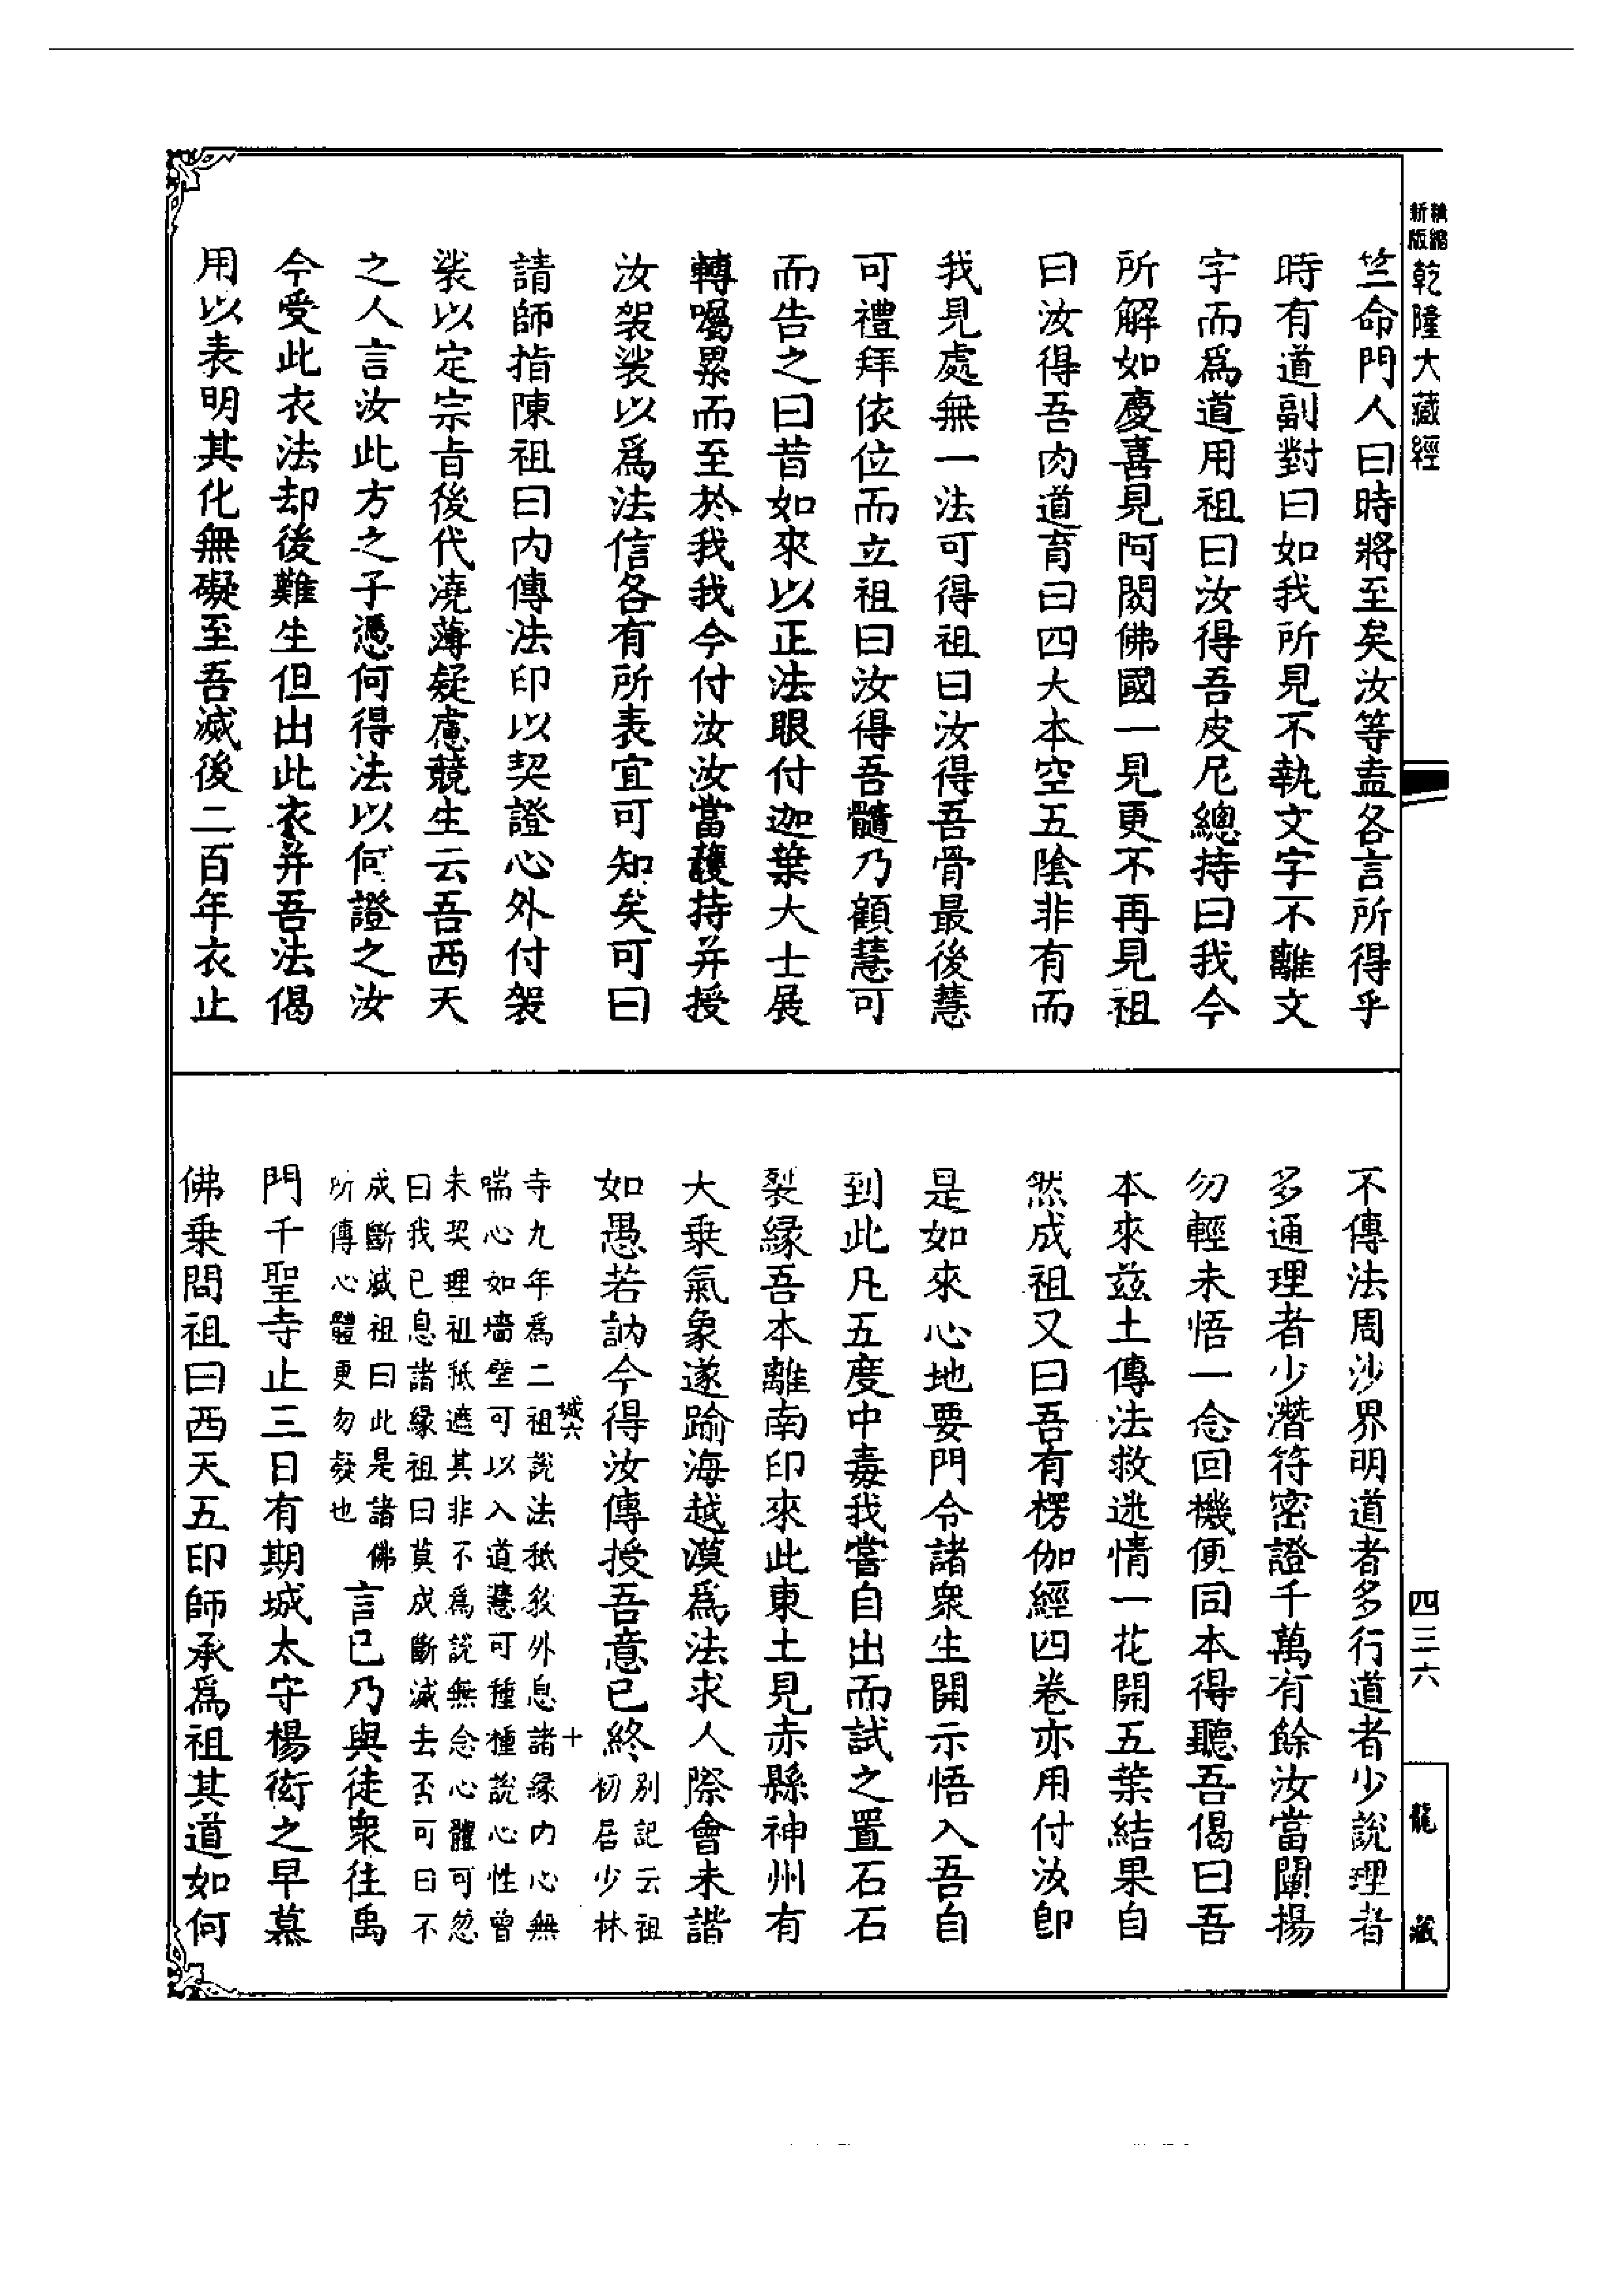 精縮
新版
乾隆大藏經
竺命門人曰時將至矣汝等盍各言所得乎
時有道副對曰如我所見不執文字不離文
字而爲道用祖曰汝得吾皮尼總持曰我今
所解如慶喜見阿閦佛國一見更不再見祖
曰汝得吾肉道育曰四大本空五陰非有而
我見處無一法可得祖曰汝得吾骨最後慧
可禮拜依位而立祖曰汝得吾髓乃顧慧可
而告之曰昔如來以正法眼付迦葉大士展
轉囑累而至於我我今付汝汝當護持并授
汝袈裟以爲法信各有所表宜可知矣可曰
請師指陳祖曰内傳法印以契證心外付袈
裟以定宗旨後代澆薄疑慮競生云吾西天
之人言汝此方之子憑何得法以何證之汝
今受此衣法却後難生但出此衣并吾法偈
用以表明其化無礙至吾滅後二百年衣止
不傳法周沙界明道者多行道者少說理者
多通理者少潛符密證千萬有餘汝當闡揚
勿輕未悟一念回機便同本得聽吾偈曰吾
本來兹土傳法救迷情一花開五葉結果自
然成祖又曰吾有楞伽經四卷亦用付汝卽
是如來心地要門令諸衆生開示悟入吾自
到此凡五度中毒我嘗自出而試之置石石
裂緣吾本離南印來此東土見赤縣神州有
大乗氣象遂踰海越漠爲法求人際會未諧
如愚若訥今得汝傳授吾意已終
別記云祖
初居少林
城六
十
寺九年爲二祖說法秪教外息諸緣内心無
喘心如墻壁可以入道慧可種種說心性曾
未契理祖秪遮其非不爲說無念心體可忽
曰我已息諸緣祖曰莫成斷滅去否可曰不
成斷滅祖曰此是諸佛
所傳心體更勿疑也
言已乃與徒衆往禹
門千聖寺止三日有期城太守楊衒之早慕
佛乗問祖曰西天五印師承爲祖其道如何
四三六
龍藏